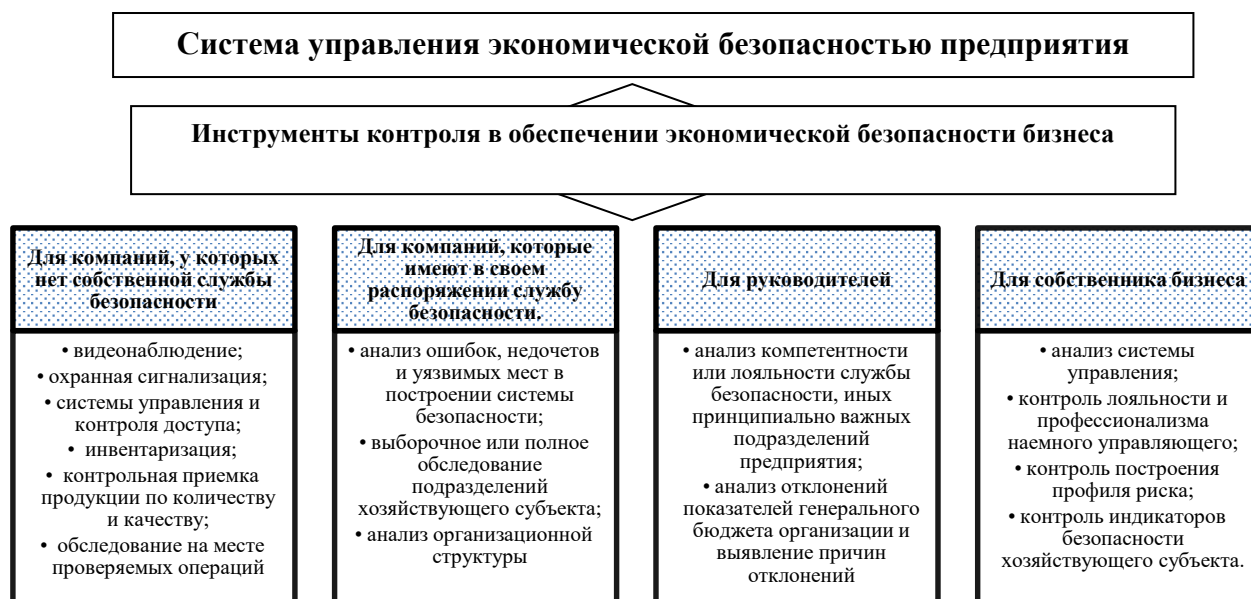 Система управления экономической безопасностью предприятия
Инструменты контроля в обеспечении экономической безопасности бизнеса
Для компаний, у которых
нет собственной службы
безопасности
• видеонаблюдение;
• охранная сигнализация;
• системы управления и
контроля доступа;
• инвентаризация;
• контрольная приемка
продукции по количеству
и качеству;
• обследование на месте
проверяемых операций
Для компаний, которые
имеют в своем
распоряжении службу
безопасности.
• анализ ошибок, недочетов
и уязвимых мест в
построении системы
безопасности;
• выборочное или полное
обследование
подразделений
хозяйствующего субъекта;
• анализ организационной
структуры
Для руководителей
• анализ компетентности
или лояльности службы
безопасности, иных
принципиально важных
подразделений
предприятия;
• анализ отклонений
показателей генерального
бюджета организации и
выявление причин
отклонений
Для собственника бизнеса
• анализ системы
управления;
• контроль лояльности и
профессионализма
наемного управляющего;
• контроль построения
профиля риска;
• контроль индикаторов
безопасности
хозяйствующего субъекта.